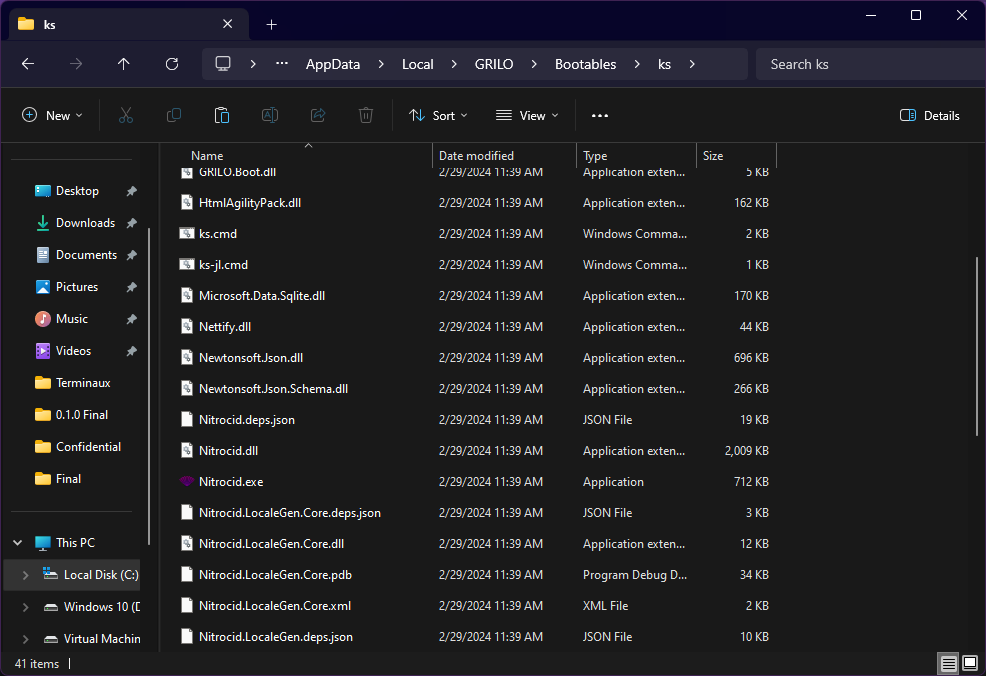 ks
AppData Local GRILO Bootables ks
Search ks
New Sort View Details
Name Date modified Type Size
GRILO.Boot.dll 2/29/2024 11:39 AM Application exten... 5 KB
HtmlAgilityPack.dll 2/29/2024 11:39 AM Application exten... 162 KB
ks.cmd 2/29/2024 11:39 AM Windows Comma... 2 KB
ks-jl.cmd 2/29/2024 11:39 AM Windows Comma... 1 KB
Microsoft.Data.Sqlite.dll 2/29/2024 11:39 AM Application exten... 170 KB
Nettify.dll 2/29/2024 11:39 AM Application exten... 44 KB
Newtonsoft.Json.dll 2/29/2024 11:39 AM Application exten... 696 KB
Newtonsoft.Json.Schema.dll 2/29/2024 11:39 AM Application exten... 266 KB
Nitrocid.deps.json 2/29/2024 11:39 AM JSON File 19 KB
Nitrocid.dll 2/29/2024 11:39 AM Application exten... 2,009 KB
Nitrocid.exe 2/29/2024 11:39 AM Application 712 KB
Nitrocid.LocaleGen.Core.deps.json 2/29/2024 11:39 AM JSON File 3 KB
Nitrocid.LocaleGen.Core.dll 2/29/2024 11:39 AM Application exten... 12 KB
Nitrocid.LocaleGen.Core.pdb 2/29/2024 11:39 AM Program Debug D... 34 KB
Nitrocid.LocaleGen.Core.xml 2/29/2024 11:39 AM XML File 2 KB
Nitrocid.LocaleGen.deps.json 2/29/2024 11:39 AM JSON File 10 KB
Desktop
Downloads
Documents
Pictures
Music
Videos
Terminaux
0.1.0 Final
Confidential
Final
This PC
Local Disk (C:)
Windows 10 (D
Virtual Machin
41 items